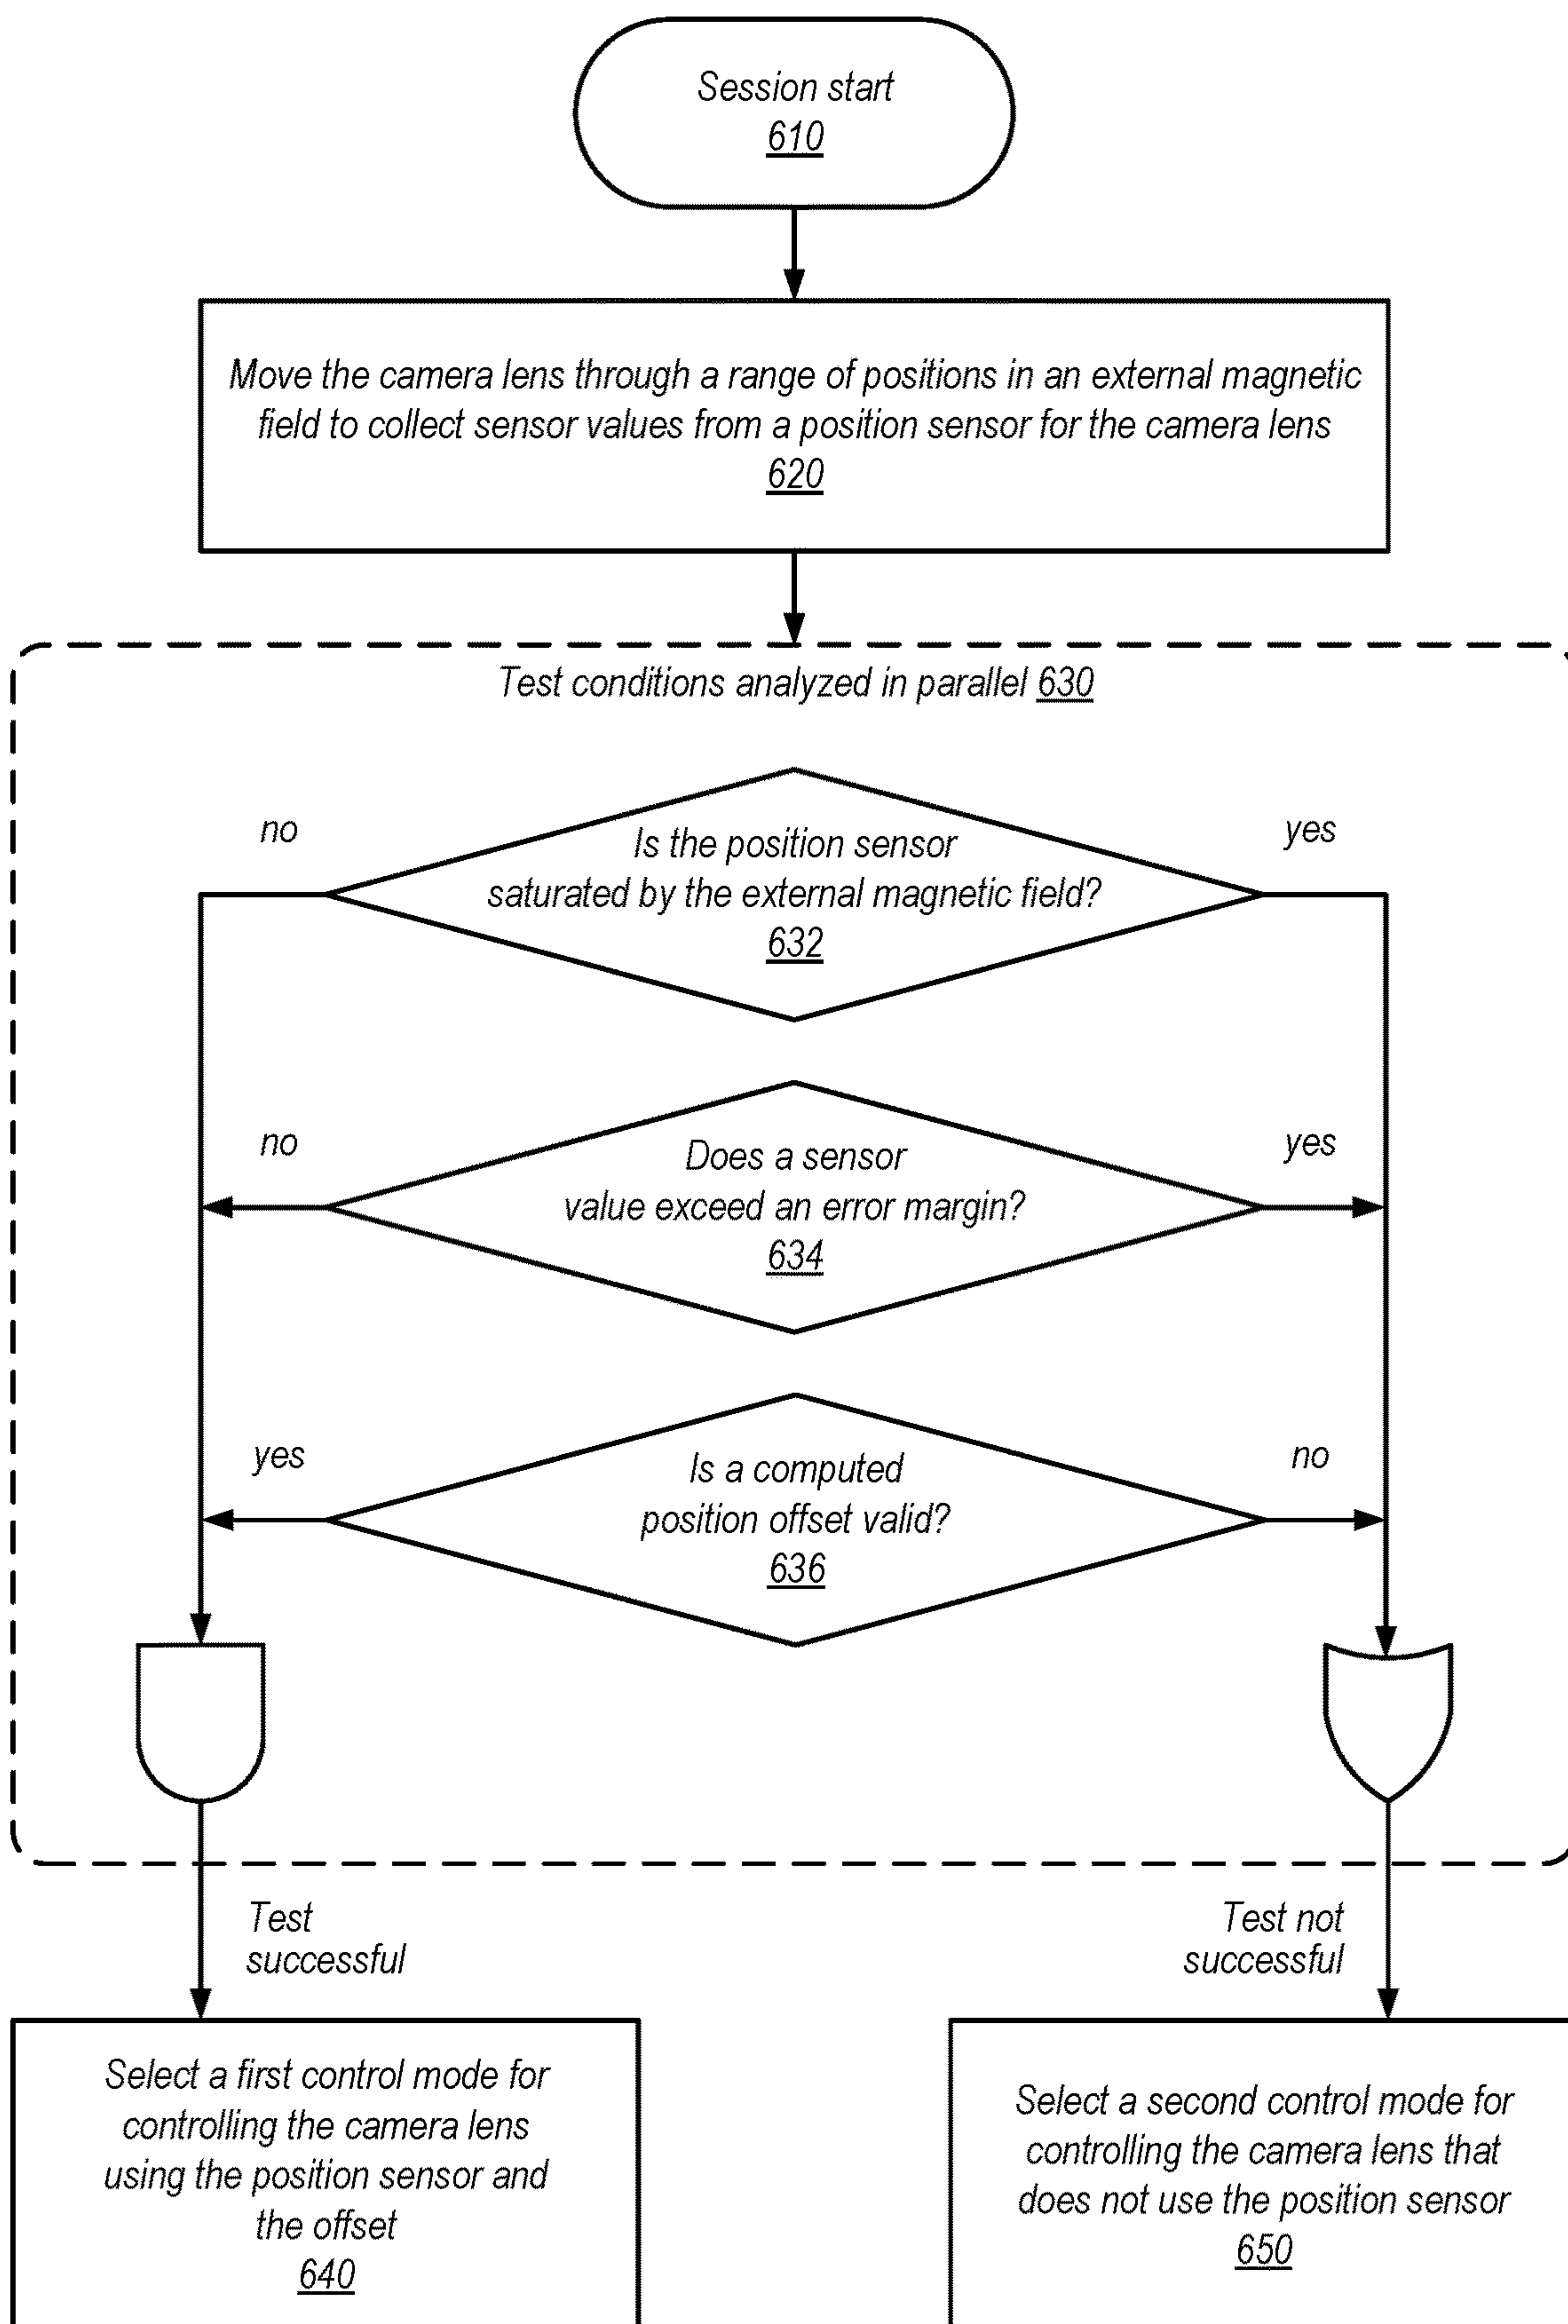 Session start
610
Move the camera lens through a range of positions in an external magnetic
field to collect sensor values from a position sensor for the camera lens
620
Test conditions analyzed in parallel 630
no
yes
Is the position sensor
saturated by the external magnetic field?
632
no
yes
Does a sensor
value exceed an error margin?
634
yes
no
Is a computed
position offset valid?
636
Test
successful
Test not
successful
Select a first control mode for
controlling the camera lens
using the position sensor and
the offset
640
Select a second control mode for
controlling the camera lens that
does not use the position sensor
650